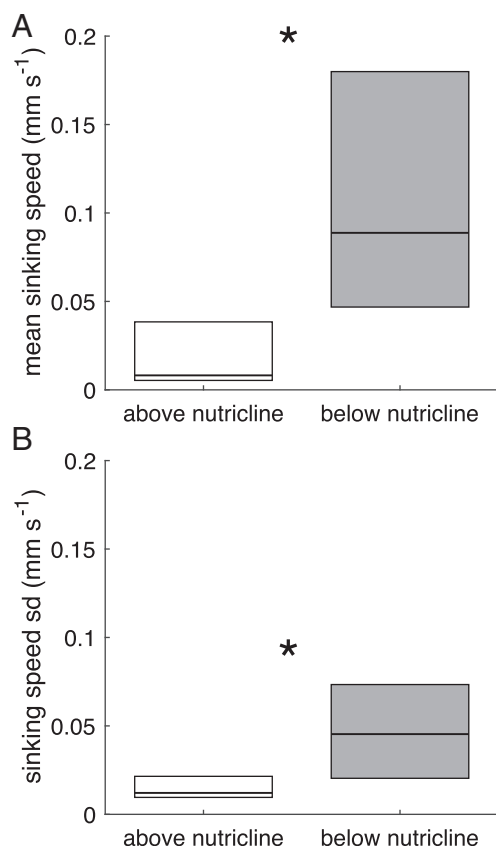 A
mean sinking speed (mm s⁻¹)
0.2
*
0.15
0.1
0.05
0
above nutricline below nutricline
B
sinking speed sd (mm s⁻¹)
0.2
0.15
0.1
*
0.05
0
above nutricline below nutricline